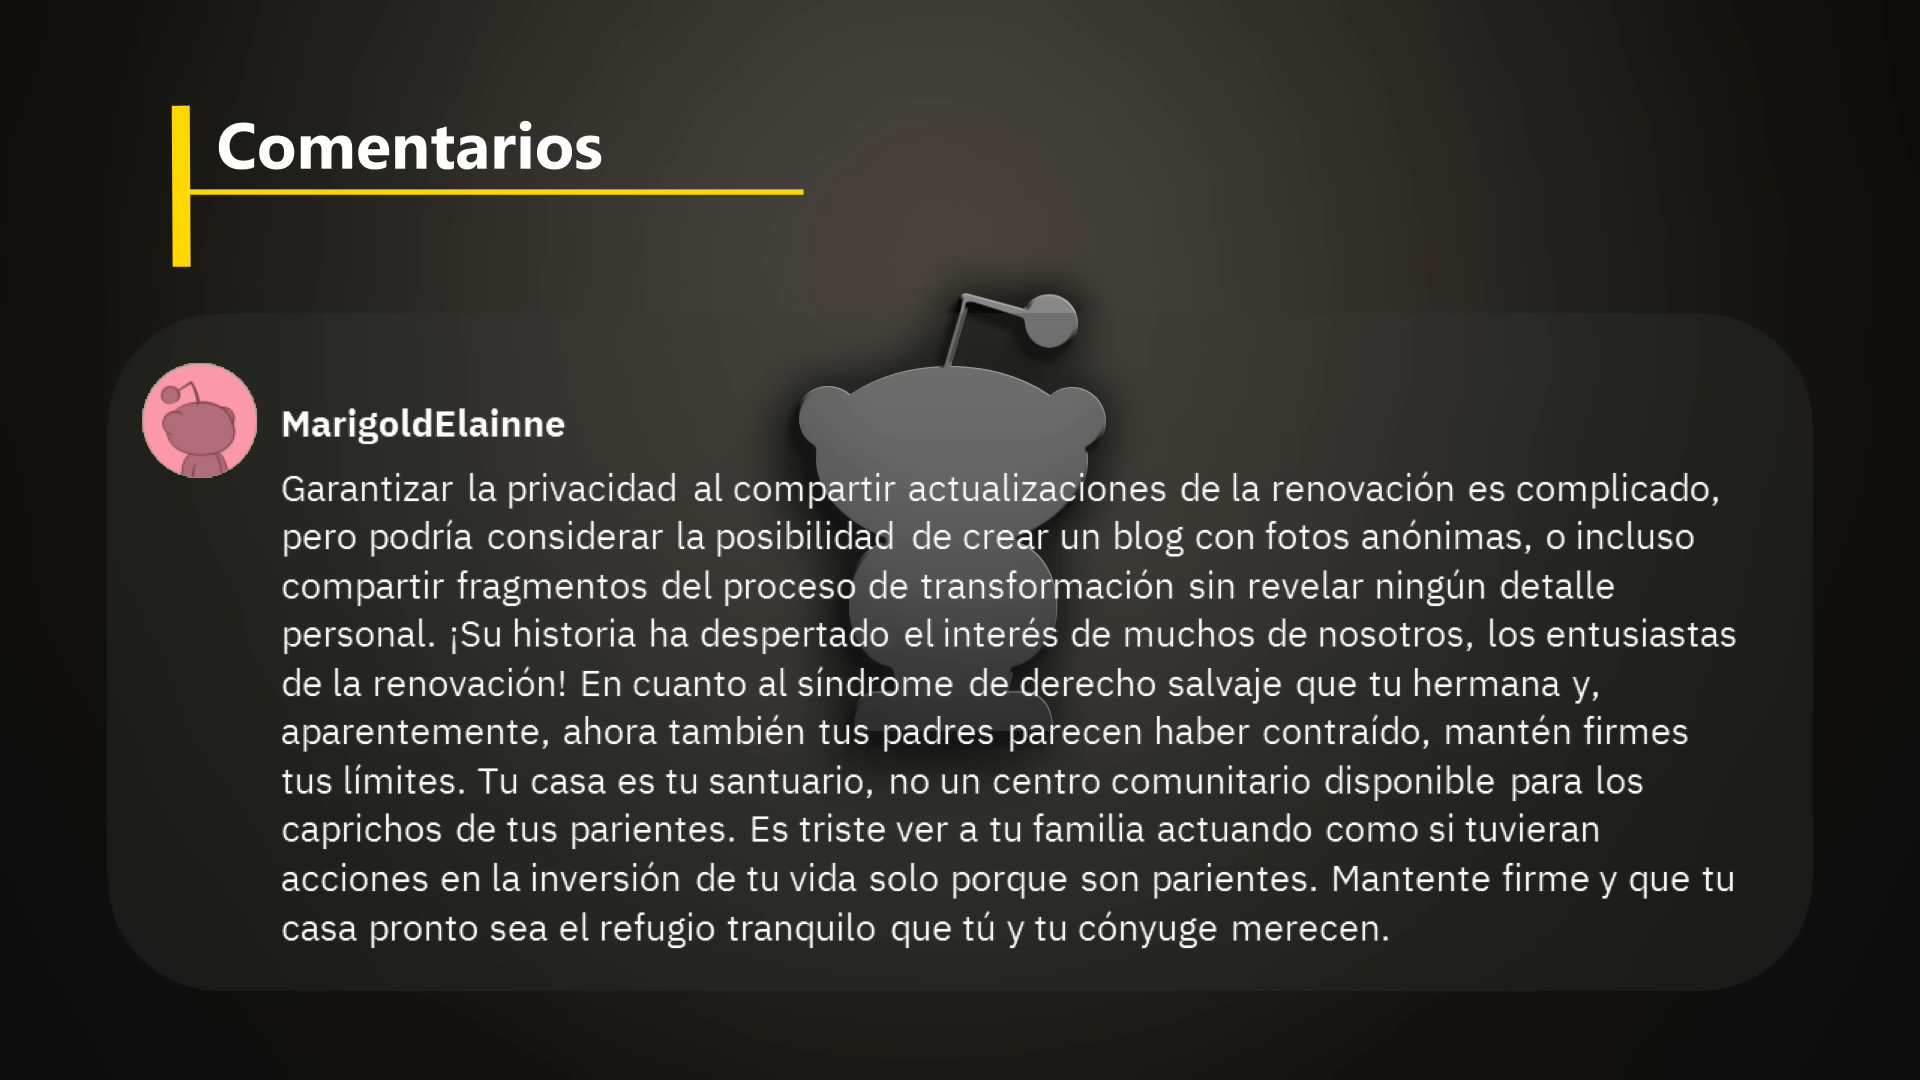 Comentarios
MarigoldElainne
Garantizar la privacidad al compartir actualizaciones de la renovación es complicado,
pero podría considerar la posibilidad de crear un blog con fotos anónimas, o incluso
compartir fragmentos del proceso de transformación sin revelar ningún detalle
personal. ¡Su historia ha despertado el interés de muchos de nosotros, los entusiastas
de la renovación! En cuanto al síndrome de derecho salvaje que tu hermana y,
aparentemente, ahora también tus padres parecen haber contraído, mantén firmes
tus límites. Tu casa es tu santuario, no un centro comunitario disponible para los
caprichos de tus parientes. Es triste ver a tu familia actuando como si tuvieran
acciones en la inversión de tu vida solo porque son parientes. Mantente firme y que tu
casa pronto sea el refugio tranquilo que tú y tu cónyuge merecen.